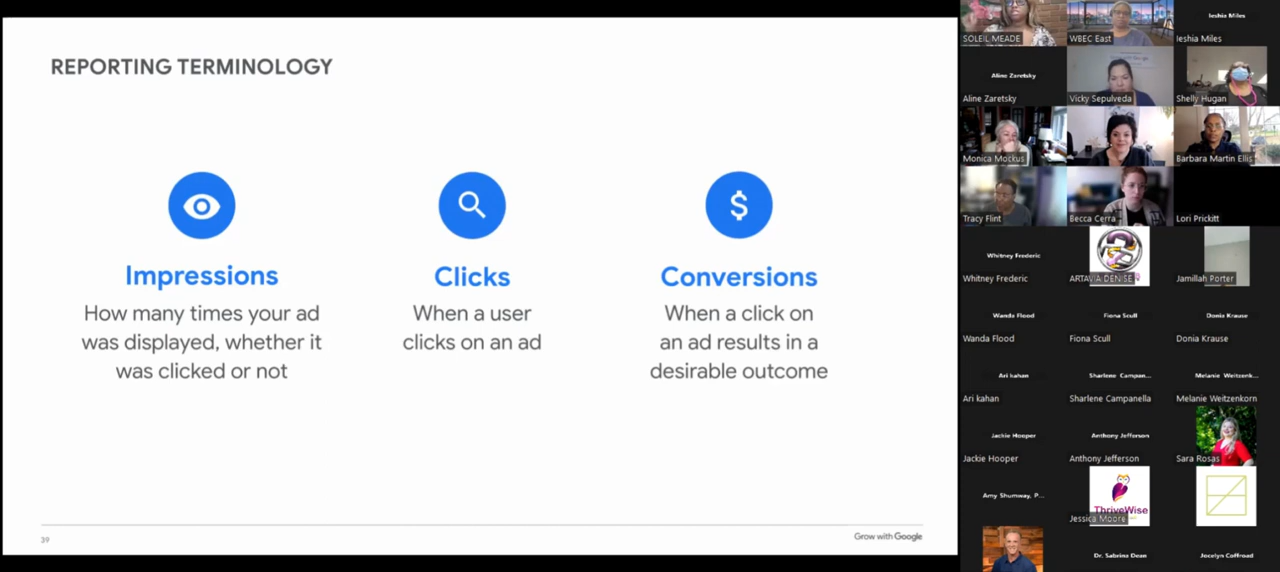 REPORTING TERMINOLOGY
Impressions
How many times your ad
was displayed, whether it
was clicked or not
Clicks
When a user
clicks on an ad
Conversions
When a click on
an ad results in a
desirable outcome
39
Grow with Google
SOLEIL MEADE
WBEC East
Ieshia Miles
Ieshia Miles
Aline Zaretsky
Aline Zaretsky
Vicky Sepulveda
Shelly Hugan
Monica Mockus
Barbara Martin Ellis
Tracy Flint
Becca Cerra
Lori Prickitt
Whitney Frederic
Whitney Frederic
ARTAVIA DENISE
Jamillah Porter
Wanda Flood
Wanda Flood
Fiona Scull
Fiona Scull
Donia Krause
Donia Krause
Ari kahan
Ari kahan
Sharlene Campan...
Sharlene Campanella
Melanie Weitzenk...
Melanie Weitzenkorn
Jackie Hooper
Jackie Hooper
Anthony Jefferson
Anthony Jefferson
Sara Rosas
Amy Shumway, P...
ThriveWise
Jessica Moore
Dr. Sabrina Dean
Jocelyn Coffroad